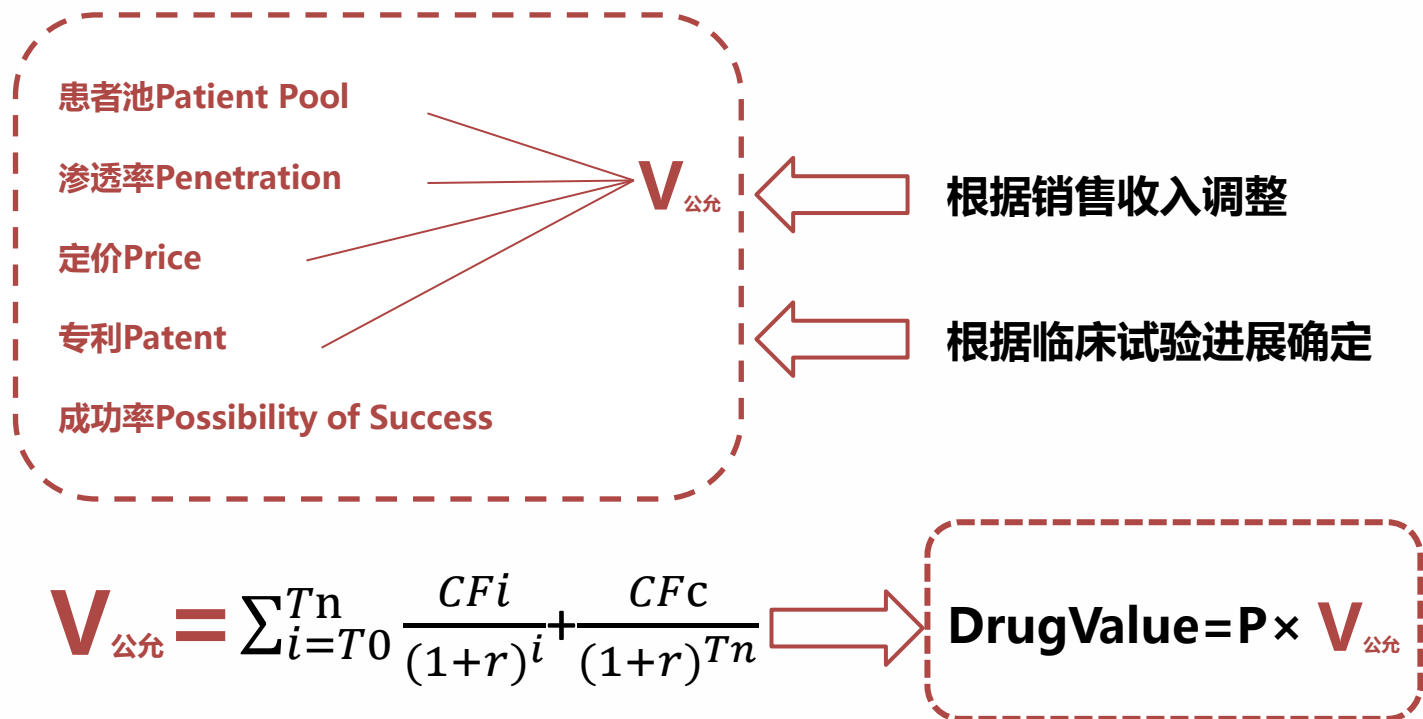 患者池Patient Pool
渗透率Penetration
定价Price
专利Patent
成功率Possibility of Success
V公允
根据销售收入调整
根据临床试验进展确定
V公允 = ∑_{i=T0}^{Tn} CFi/(1+r)^i + CFc/(1+r)^{Tn}
DrugValue=P× V公允